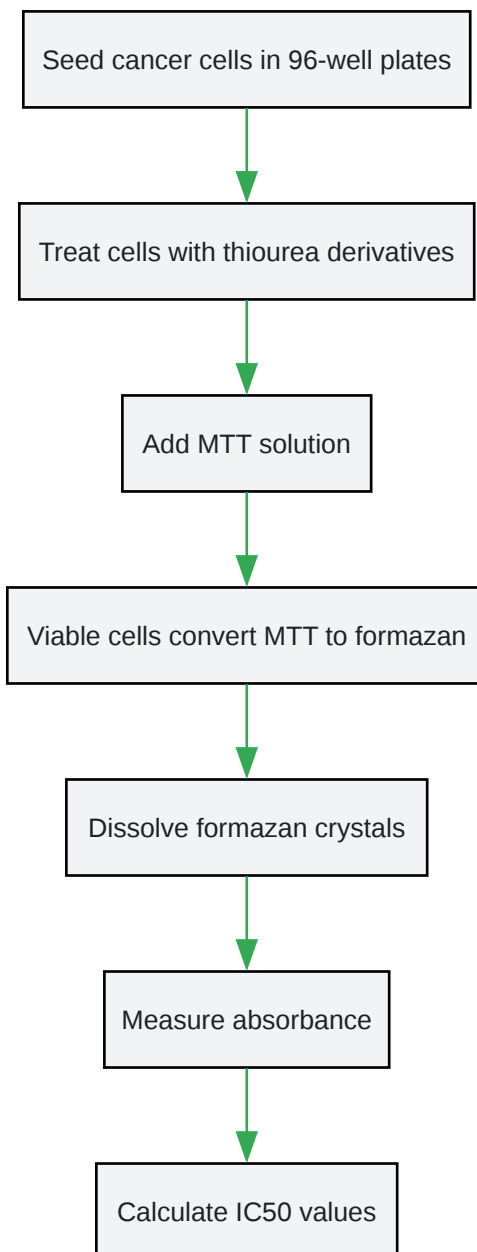 Seed cancer cells in 96-well plates
Treat cells with thiourea derivatives
Add MTT solution
Viable cells convert MTT to formazan
Dissolve formazan crystals
Measure absorbance
Calculate IC50 values